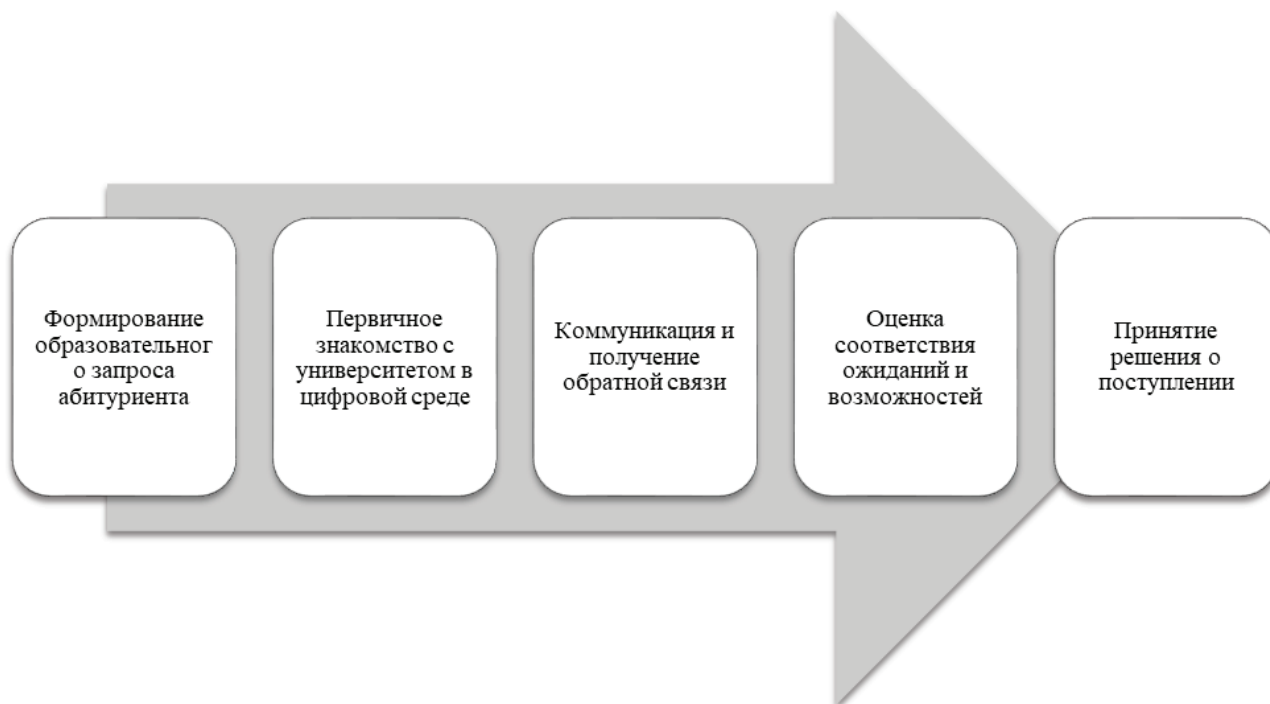 Формирование
образовательног
о запроса
абитуриента
Первичное
знакомство с
университетом в
цифровой среде
Коммуникация и
получение
обратной связи
Оценка
соответствия
ожиданий и
возможностей
Принятие
решения о
поступлении